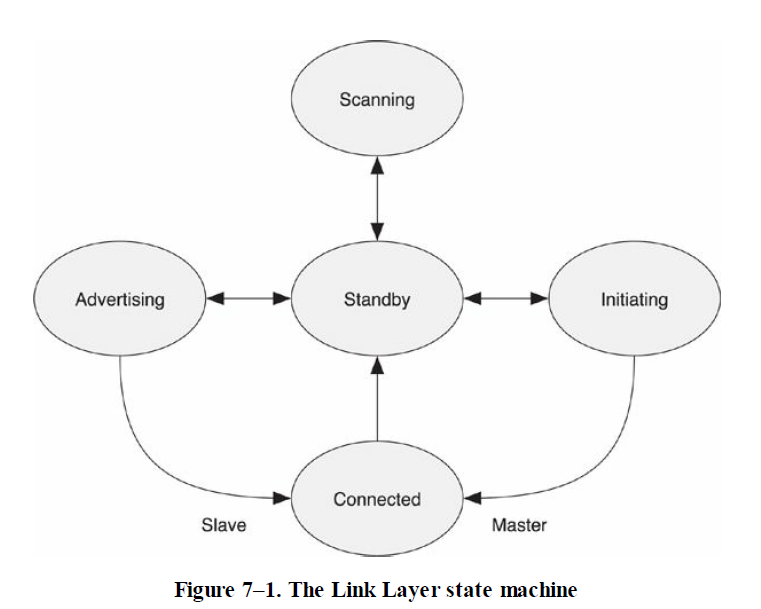 Scanning
Advertising
Standby
Initiating
Connected
Slave
Master
Figure 7–1. The Link Layer state machine